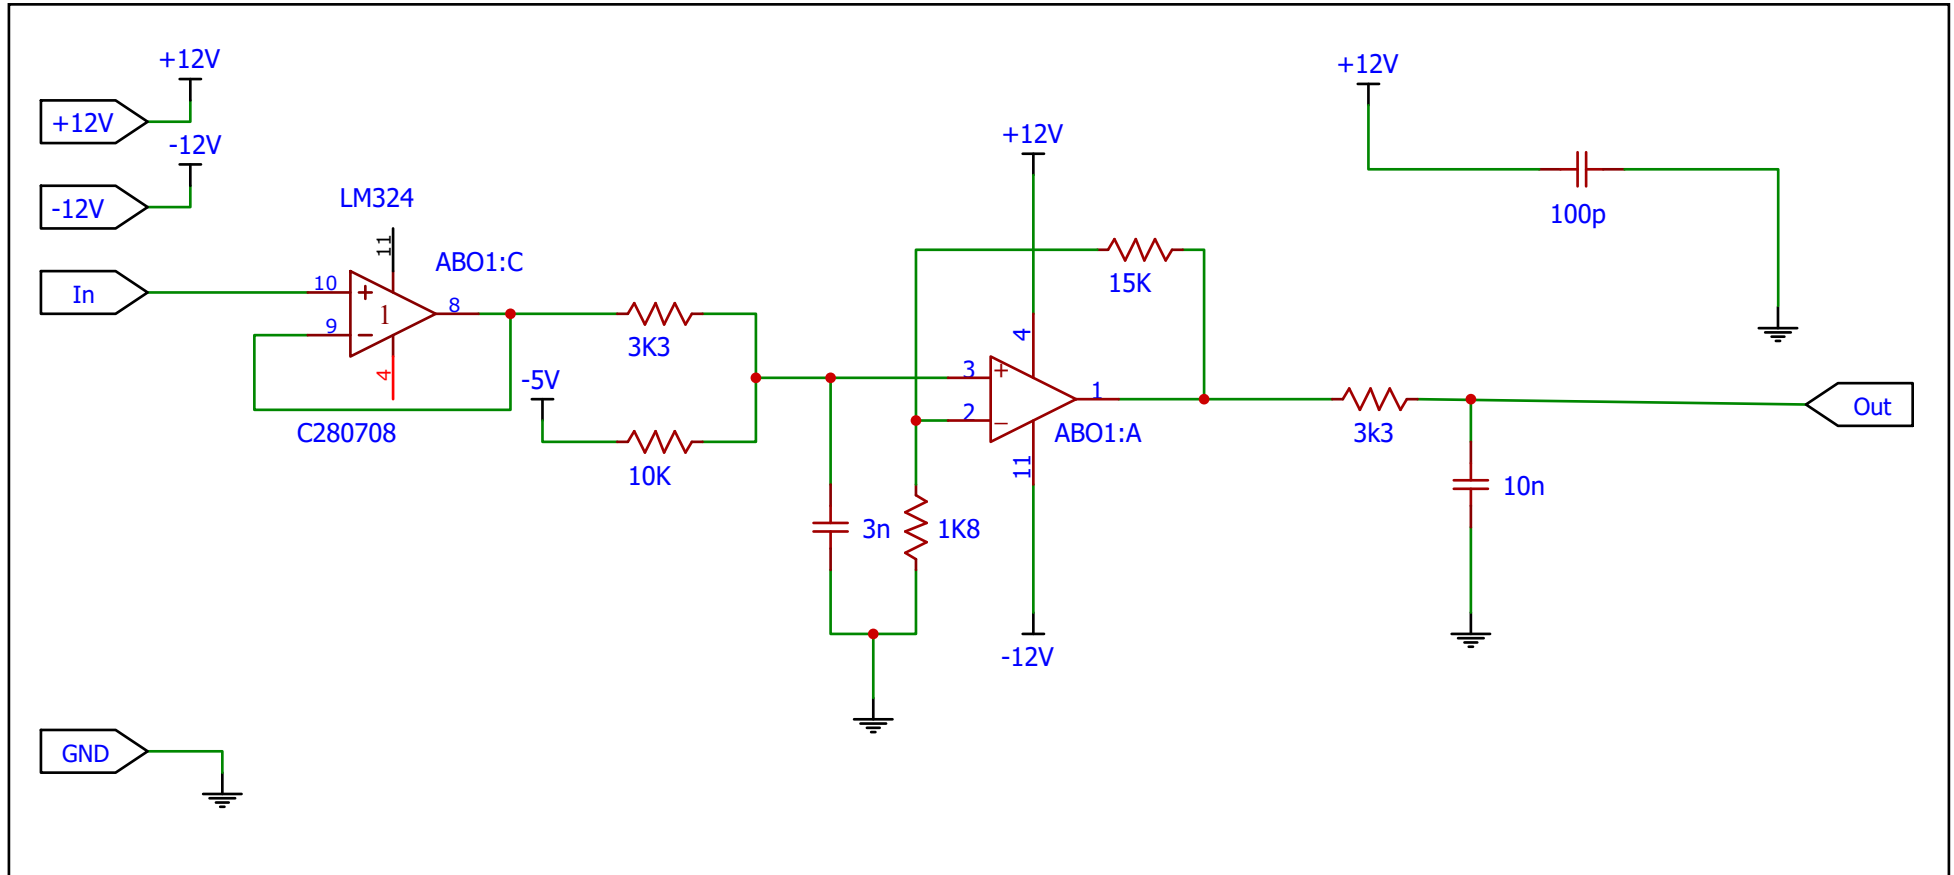 +12V
+12V
+12V
-12V
+12V
-12V
LM324
100p
11
ABO1:C
In
10
+
1
8
9
−
15K
3K3
4
4
-5V
3
+
1
Out
2
−
C280708
ABO1:A
3k3
10K
11
10n
3n
1K8
-12V
GND